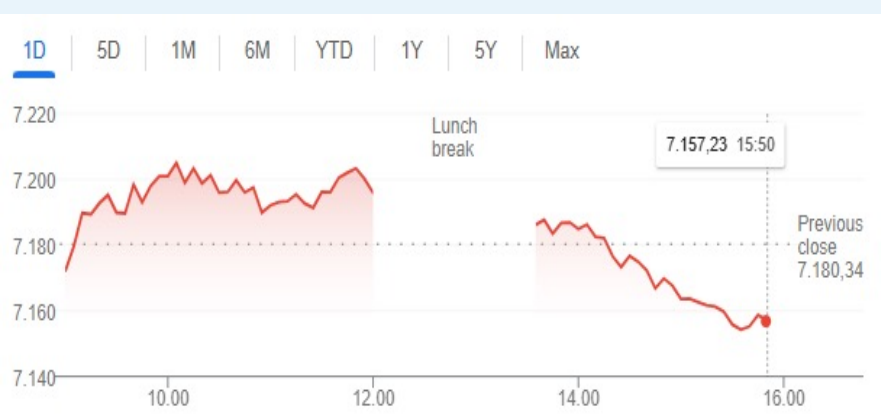 1D 5D 1M 6M YTD 1Y 5Y Max
7.220
Lunch
break
7.157,23 15:50
7.200
Previous
close
7.180,34
7.180
7.160
7.140
10.00 12.00 14.00 16.00